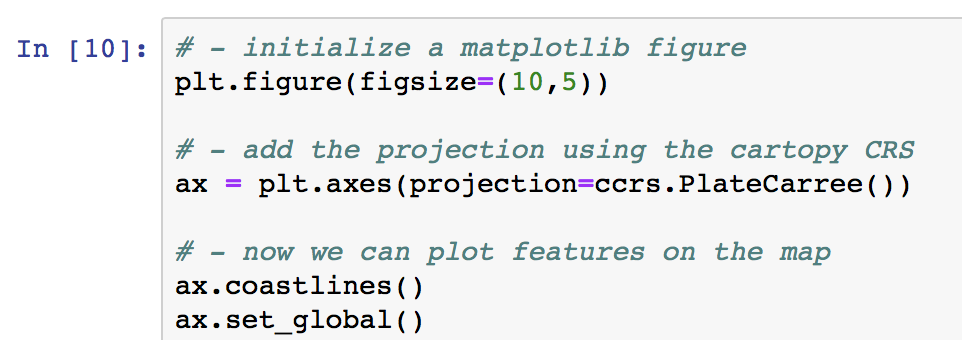 In [10]: # - initialize a matplotlib figure
plt.figure(figsize=(10,5))
# - add the projection using the cartopy CRS
ax = plt.axes(projection=ccrs.PlateCarree())
# - now we can plot features on the map
ax.coastlines()
ax.set_global()